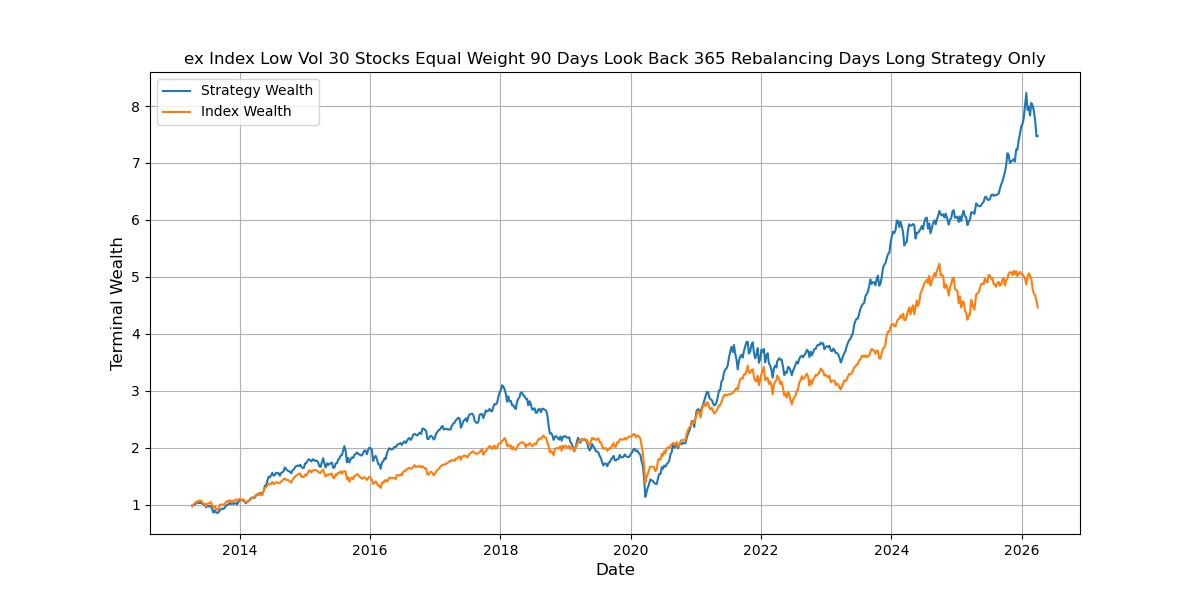 ex Index Low Vol 30 Stocks Equal Weight 90 Days Look Back 365 Rebalancing Days Long Strategy Only
Strategy Wealth
Index Wealth
Terminal Wealth
8
7
6
5
4
3
2
1
2014 2016 2018 2020 2022 2024 2026
Date